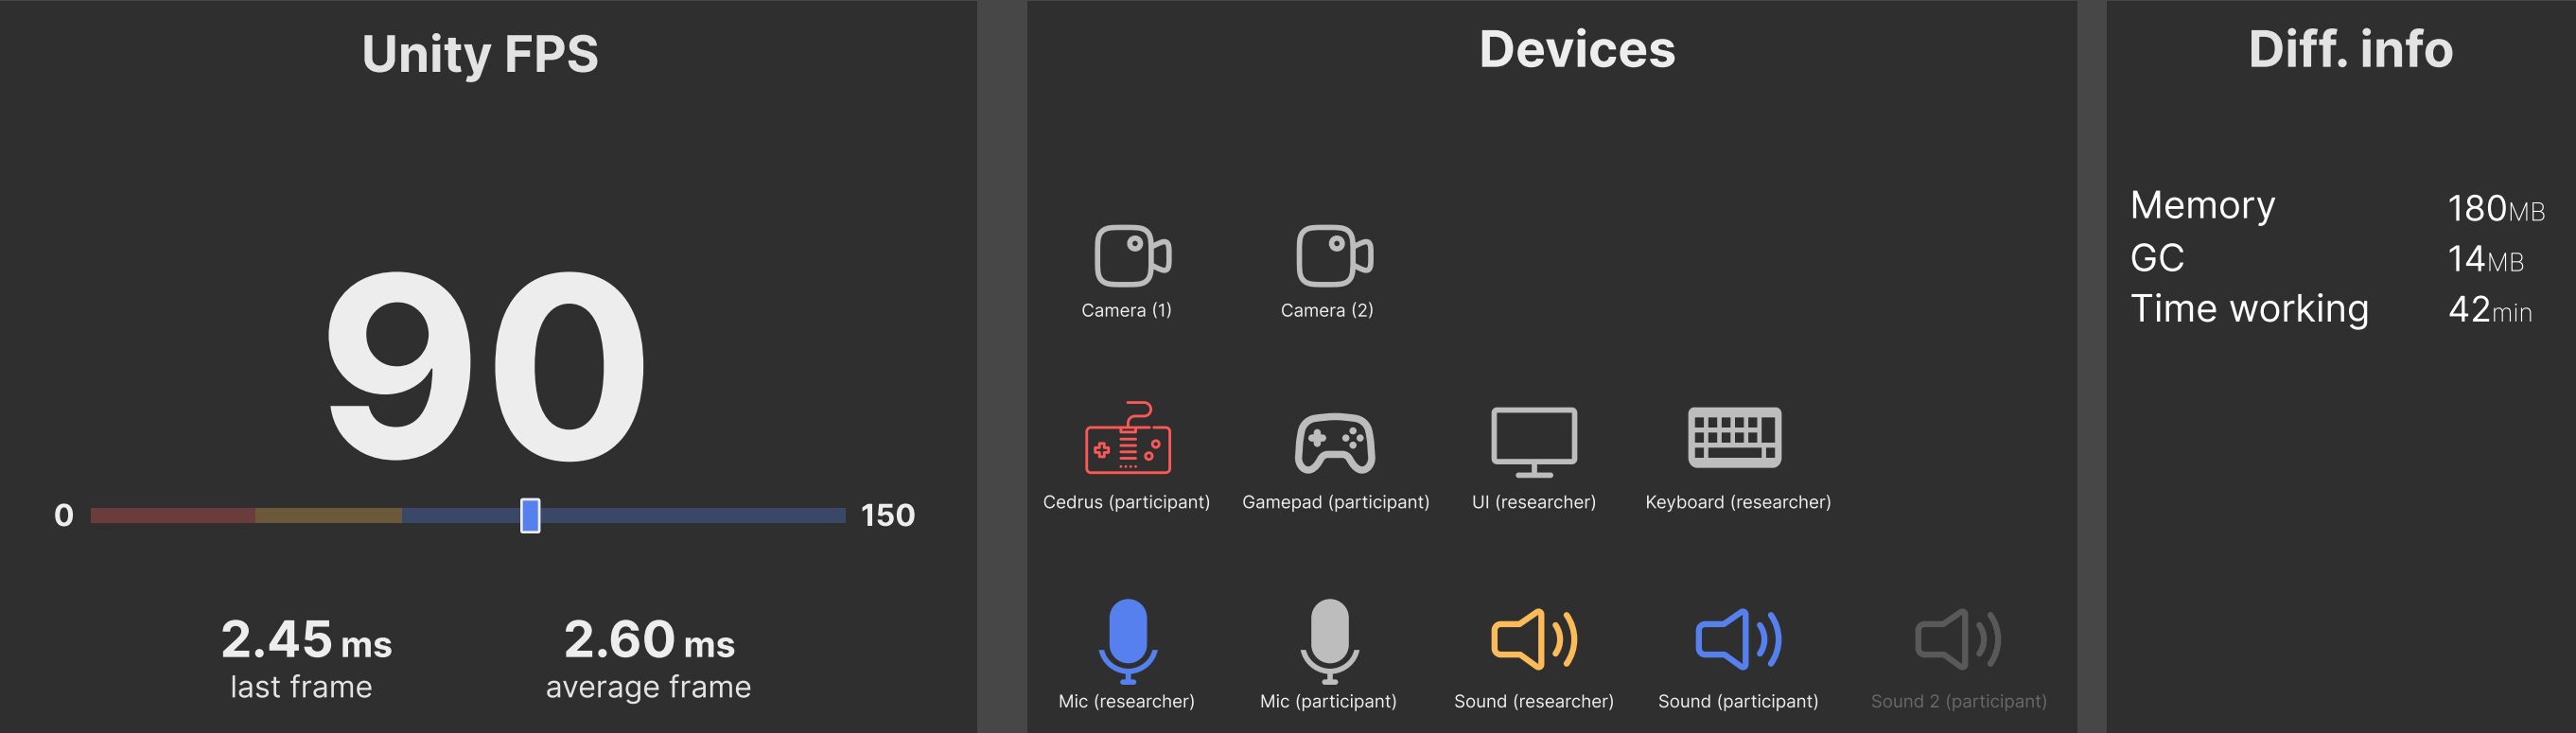 Unity FPS
90
0 150
2.45 ms
last frame
2.60 ms
average frame
Devices
Camera (1)
Camera (2)
Cedrus (participant)
Gamepad (participant)
UI (researcher)
Keyboard (researcher)
Mic (researcher)
Mic (participant)
Sound (researcher)
Sound (participant)
Sound 2 (participant)
Diff. info
Memory 180MB
GC 14MB
Time working 42min